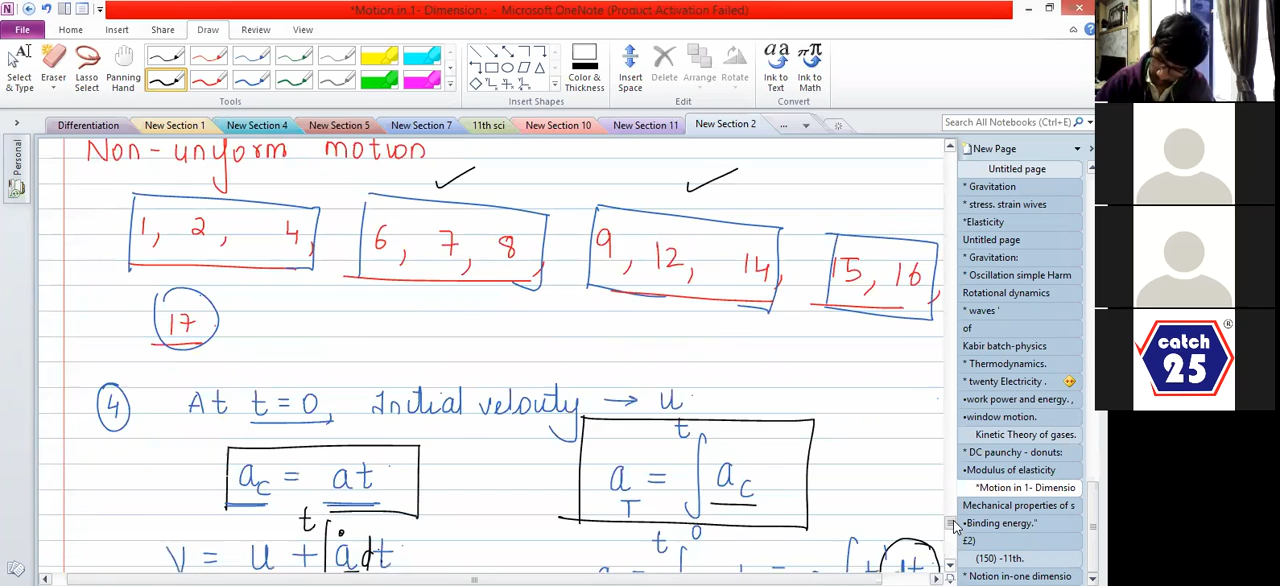 *Motion in 1- Dimension : - Microsoft OneNote (Product Activation Failed)
File Home Insert Share Draw Review View
Select & Type
Eraser
Lasso Select
Panning Hand
Color & Thickness
Insert Space
Delete
Arrange
Rotate
Ink to Text
Ink to Math
Tools
Insert Shapes
Edit
Convert
Differentiation New Section 1 New Section 4 New Section 5 New Section 7 11th sci New Section 10 New Section 11 New Section 2 ...
Search All Notebooks (Ctrl+E)
Personal
Non-unyorm motion
1, 2, 4, 6, 7, 8, 9, 12, 14, 15, 16,
17
④ At t = 0, Initial velouty → u
a_c = at
a_T = ∫₀ᵗ a_c
V = u + ∫ᵗ a dt
New Page
Untitled page
* Gravitation
* stress. strain wives
*Elasticity
Untitled page
* Gravitation:
* Oscillation simple Harm
Rotational dynamics
* waves '
of
Kabir batch-physics
* Thermodynamics.
* twenty Electricity .
•work power and energy. ,
•window motion.
Kinetic Theory of gases.
* DC paunchy - donuts:
•Modulus of elasticity
*Motion in 1- Dimensio
Mechanical properties of s
•Binding energy."
£2)
(150) -11th.
* Notion in-one dimensio
catch
25
®